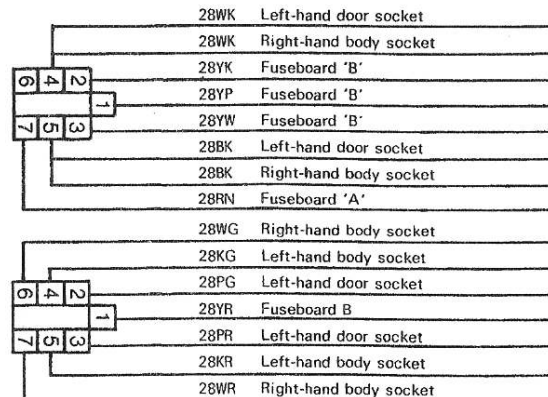 28WK Left-hand door socket
28WK Right-hand body socket
28YK Fuseboard 'B'
28YP Fuseboard 'B'
28YW Fuseboard 'B'
28BK Left-hand door socket
28BK Right-hand body socket
28RN Fuseboard 'A'
6 4 2
1
7 5 3
28WG Right-hand body socket
28KG Left-hand body socket
28PG Left-hand door socket
28YR Fuseboard B
28PR Left-hand door socket
28KR Left-hand body socket
28WR Right-hand body socket
6 4 2
1
7 5 3